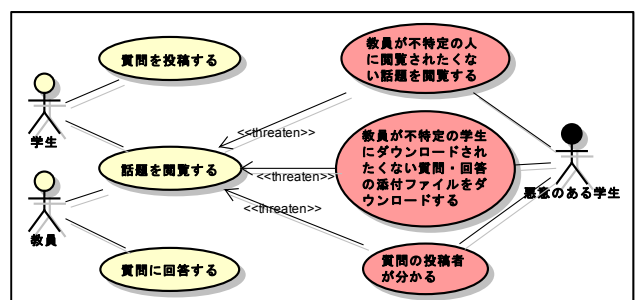 教員が不特定の人
に閲覧されたくな
い話題を閲覧する
質問を投稿する
<<threaten>>
学生
教員が不特定の学生
にダウンロードされ
たくない質問・回答
の添付ファイルをダ
ウンロードする
話題を閲覧する
<<threaten>>
悪意のある学生
<<threaten>>
教員
質問に回答する
質問の投稿者
が分かる